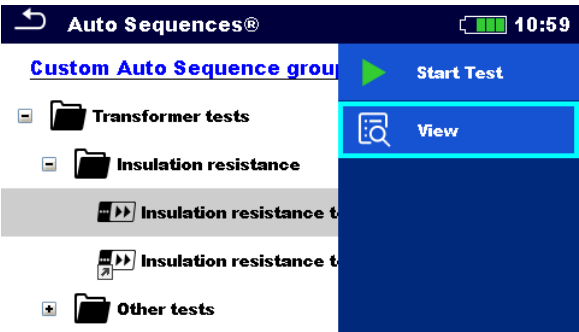 Auto Sequences®
10:59
Custom Auto Sequence group
Start Test
Transformer tests
View
Insulation resistance
Insulation resistance
Insulation resistance
Other tests